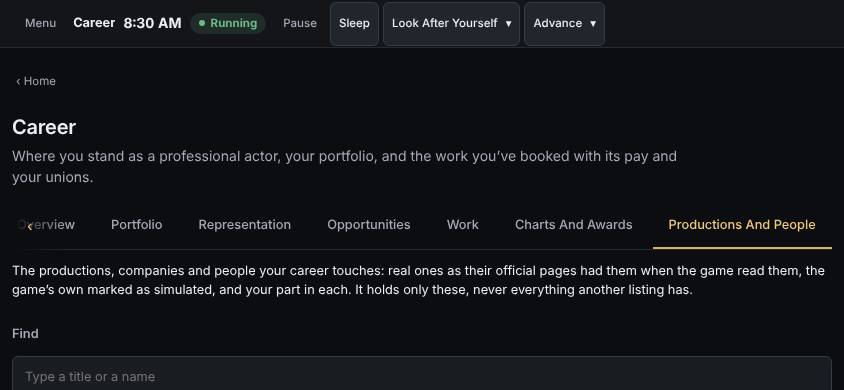 Menu Career 8:30 AM Running Pause Sleep Look After Yourself ▾ Advance ▾
‹ Home
Career
Where you stand as a professional actor, your portfolio, and the work you’ve booked with its pay and
your unions.
‹ Overview Portfolio Representation Opportunities Work Charts And Awards Productions And People
The productions, companies and people your career touches: real ones as their official pages had them when the game read them, the
game’s own marked as simulated, and your part in each. It holds only these, never everything another listing has.
Find
Type a title or a name